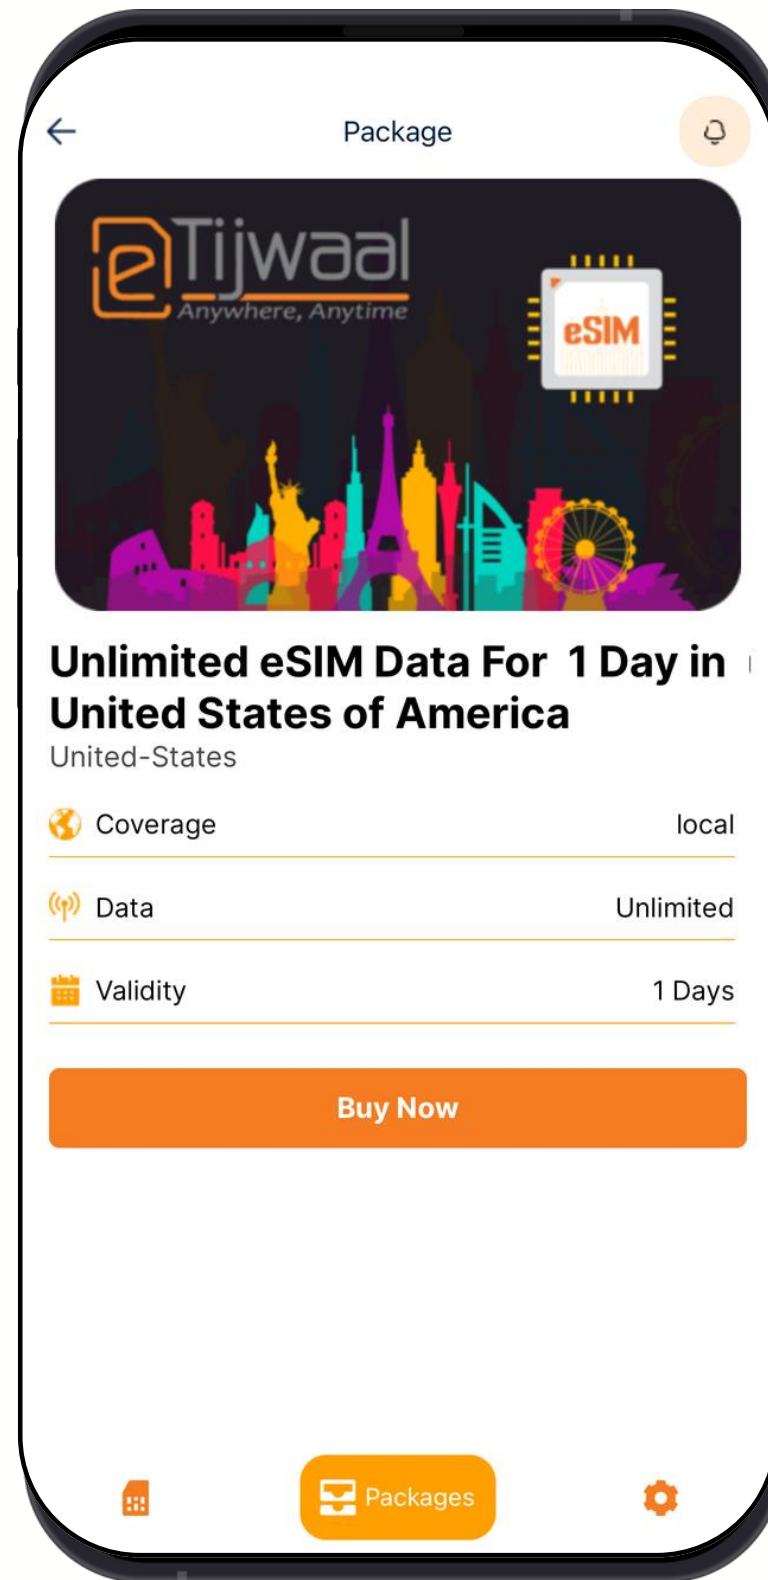 Package
eTijwaal
Anywhere, Anytime
eSIM
Unlimited eSIM Data For  1 Day in
United States of America
United-States
Coverage
local
Data
Unlimited
Validity
1 Days
Buy Now
Packages